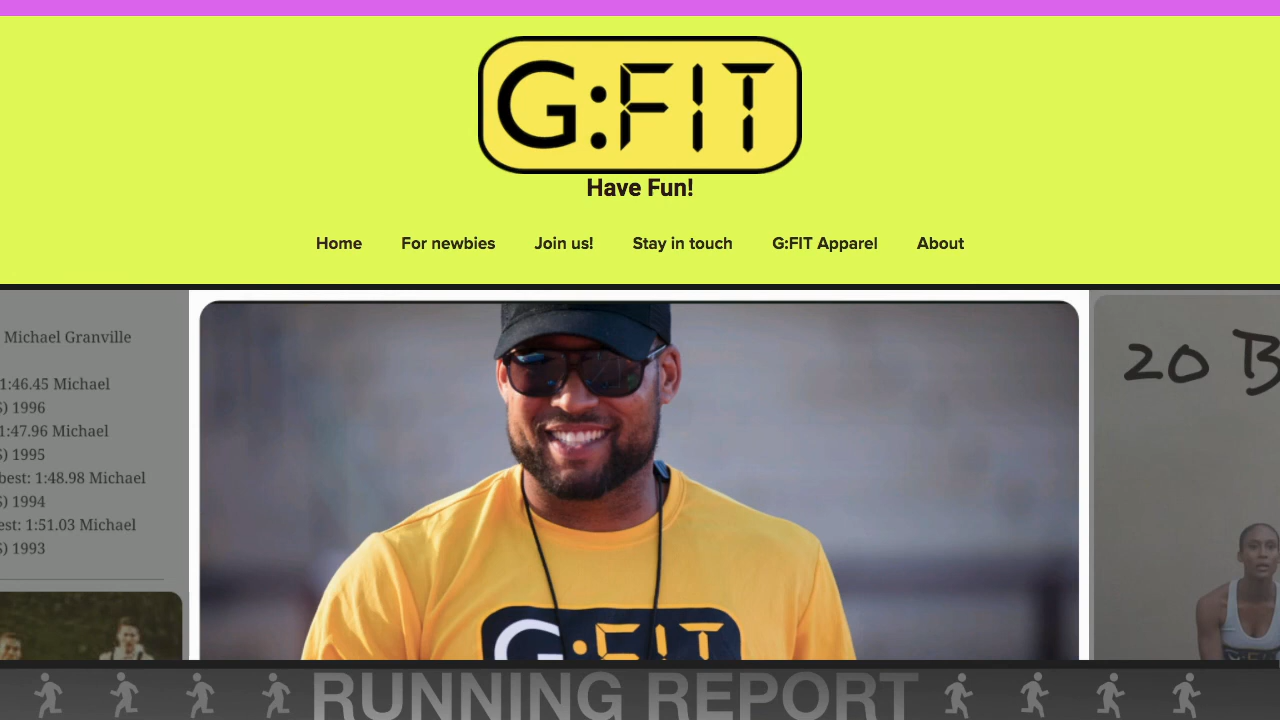 G:FIT
Have Fun!
Home For newbies Join us! Stay in touch G:FIT Apparel About
Michael Granville
1:46.45 Michael
S) 1996
1:47.96 Michael
S) 1995
best: 1:48.98 Michael
S) 1994
est: 1:51.03 Michael
S) 1993
20 B
G:FIT
RUNNING REPORT